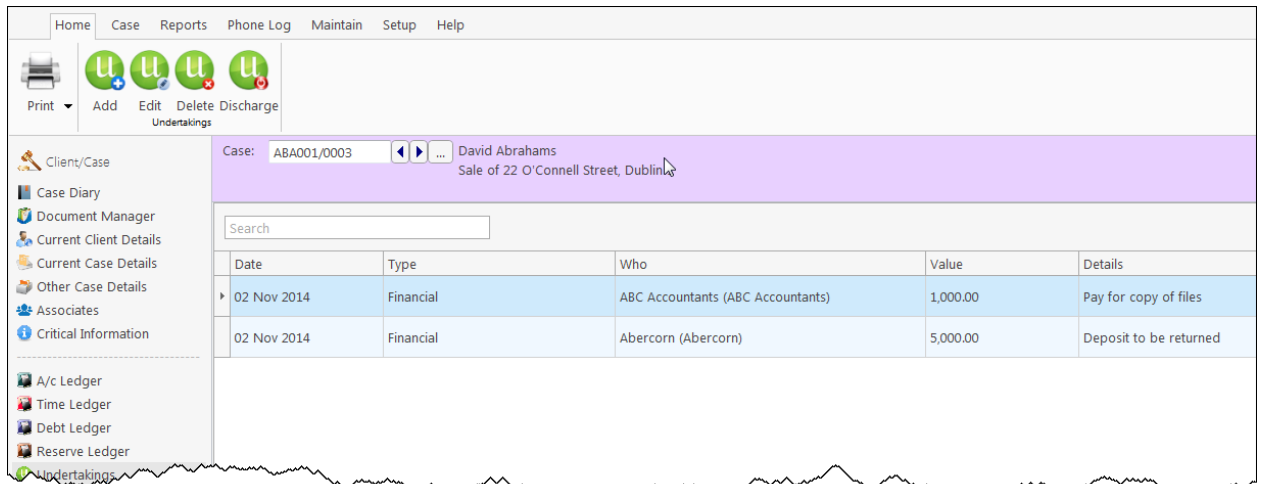 Home Case Reports Phone Log Maintain Setup Help
Print Add Edit Delete Discharge
Undertakings
Client/Case
Case Diary
Document Manager
Current Client Details
Current Case Details
Other Case Details
Associates
Critical Information
A/c Ledger
Time Ledger
Debt Ledger
Reserve Ledger
Undertakings
Case: ABA001/0003 ... David Abrahams
Sale of 22 O'Connell Street, Dublin
Search
Date Type Who Value Details
02 Nov 2014 Financial ABC Accountants (ABC Accountants) 1,000.00 Pay for copy of files
02 Nov 2014 Financial Abercorn (Abercorn) 5,000.00 Deposit to be returned